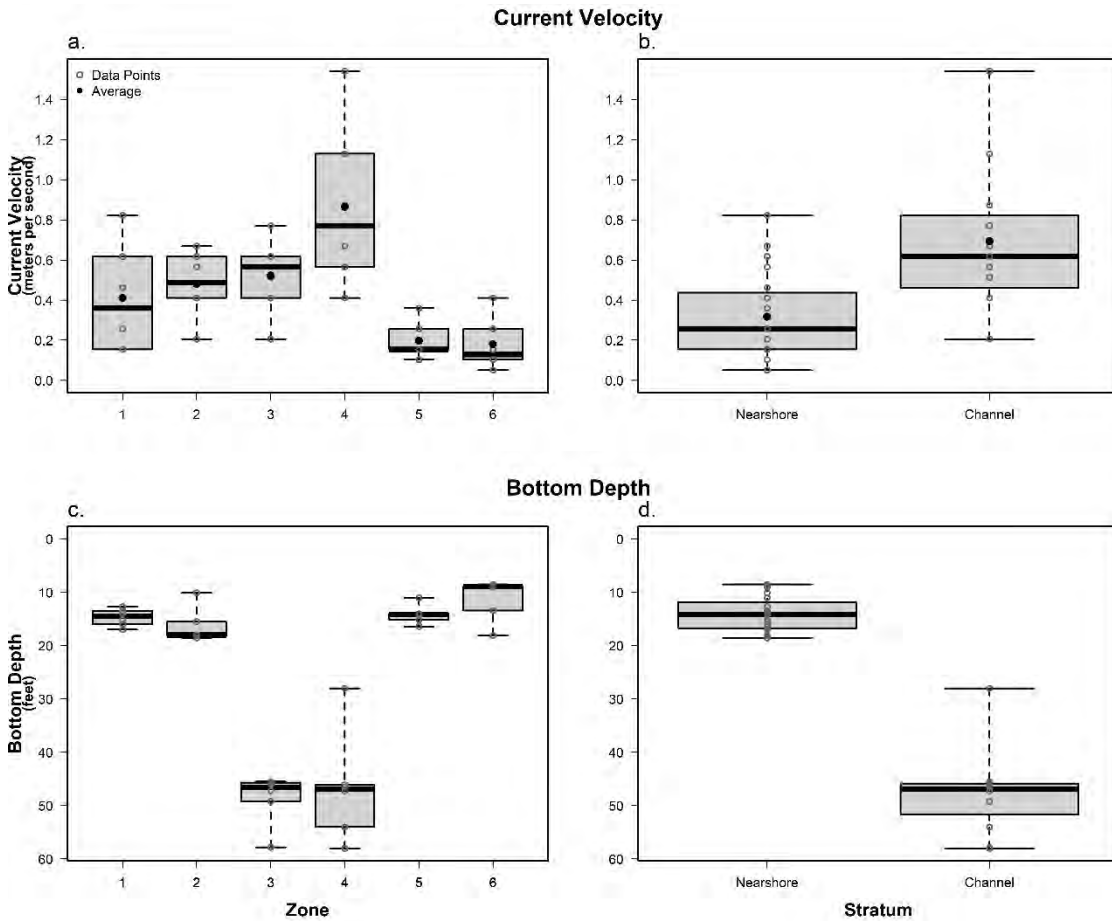 Current Velocity
a.
b.
Data Points
Average
Current Velocity
(meters per second)
1.4
1.2
1.0
0.8
0.6
0.4
0.2
0.0
1 2 3 4 5 6
1.4
1.2
1.0
0.8
0.6
0.4
0.2
0.0
Nearshore Channel
Bottom Depth
c.
d.
Bottom Depth
(feet)
0
10
20
30
40
50
60
1 2 3 4 5 6
Zone
0
10
20
30
40
50
60
Nearshore Channel
Stratum